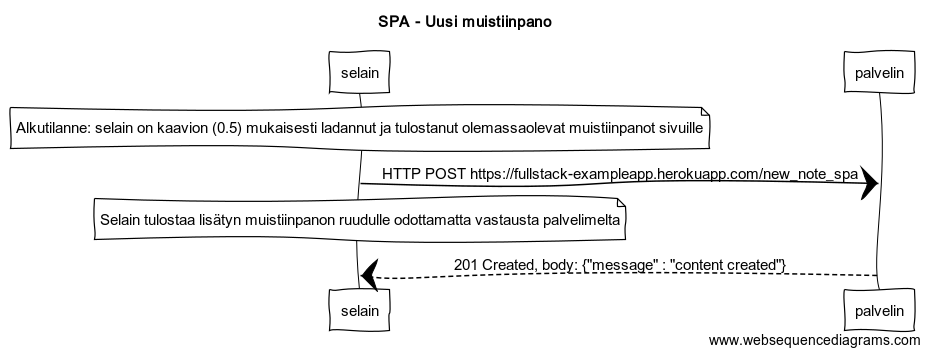 SPA - Uusi muistiinpano
selain
palvelin
Alkutilanne: selain on kaavion (0.5) mukaisesti ladannut ja tulostanut olemassaolevat muistiinpanot sivuille
HTTP POST https://fullstack-exampleapp.herokuapp.com/new_note_spa
Selain tulostaa lisätyn muistiinpanon ruudulle odottamatta vastausta palvelimelta
201 Created, body: {"message" : "content created"}
selain
palvelin
www.websequencediagrams.com